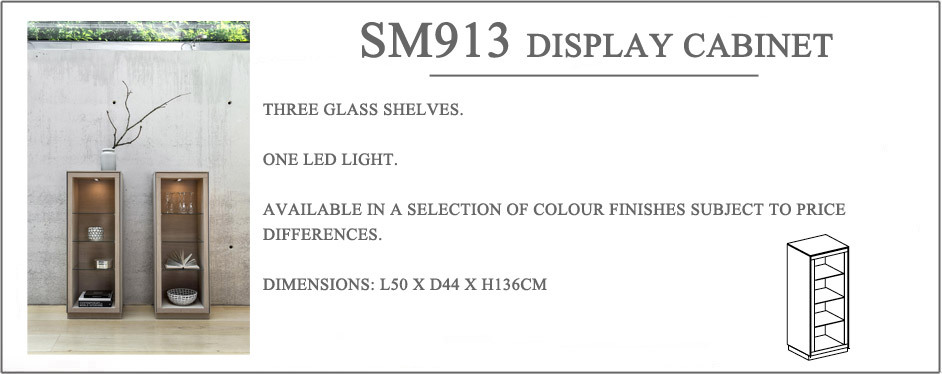 SM913 DISPLAY CABINET
THREE GLASS SHELVES.
ONE LED LIGHT.
AVAILABLE IN A SELECTION OF COLOUR FINISHES SUBJECT TO PRICE
DIFFERENCES.
DIMENSIONS: L50 X D44 X H136CM